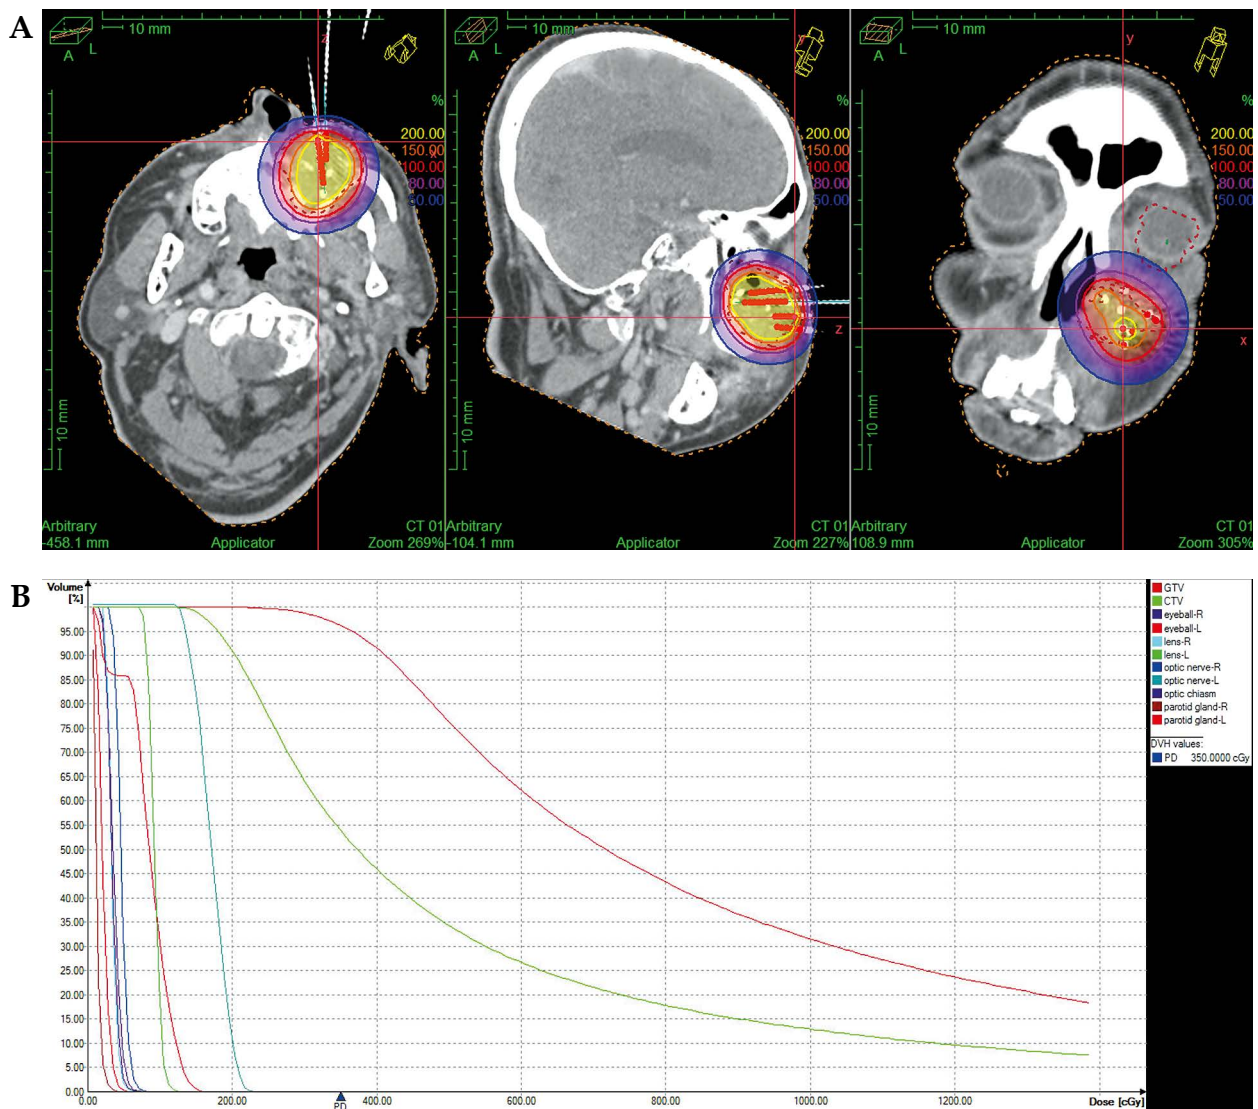 A
10 mm
A
L
z
%
200.00
150.00
100.00
80.00
50.00
x
10 mm
Arbitrary
-458.1 mm
Applicator
CT 01
Zoom 269%
10 mm
A
L
%
200.00
150.00
100.00
80.00
50.00
z
10 mm
Arbitrary
-104.1 mm
Applicator
CT 01
Zoom 227%
10 mm
A
L
y
%
200.00
150.00
100.00
80.00
50.00
x
10 mm
Arbitrary
108.9 mm
Applicator
CT 01
Zoom 305%
B
Volume
[%]
95.00
90.00
85.00
80.00
75.00
70.00
65.00
60.00
55.00
50.00
45.00
40.00
35.00
30.00
25.00
20.00
15.00
10.00
5.00
0.00
0.00 200.00 400.00 600.00 800.00 1000.00 1200.00
PD
Dose [cGy]
GTV
CTV
eyeball-R
eyeball-L
lens-R
lens-L
optic nerve-R
optic nerve-L
optic chiasm
parotid gland-R
parotid gland-L
DVH values:
PD 350.0000 cGy